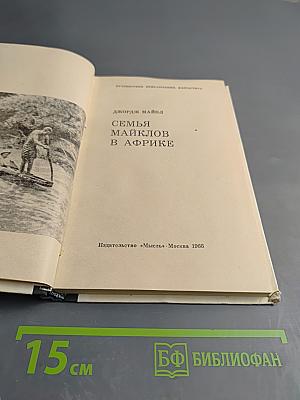 ПУТЕШЕСТВИЯ ПРИКЛЮЧЕНИЯ ФАНТАСТИКА
ДЖОРДЖ МАЙКЛ
СЕМЬЯ
МАЙКЛОВ
В АФРИКЕ
Издательство «Мысль» · Москва 1966
15 см
БФ БИБЛИОФАН